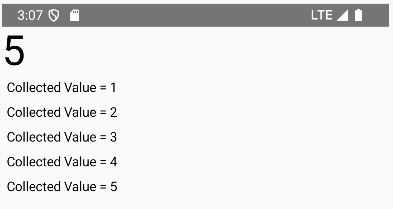 3:07 LTE
5
Collected Value = 1
Collected Value = 2
Collected Value = 3
Collected Value = 4
Collected Value = 5